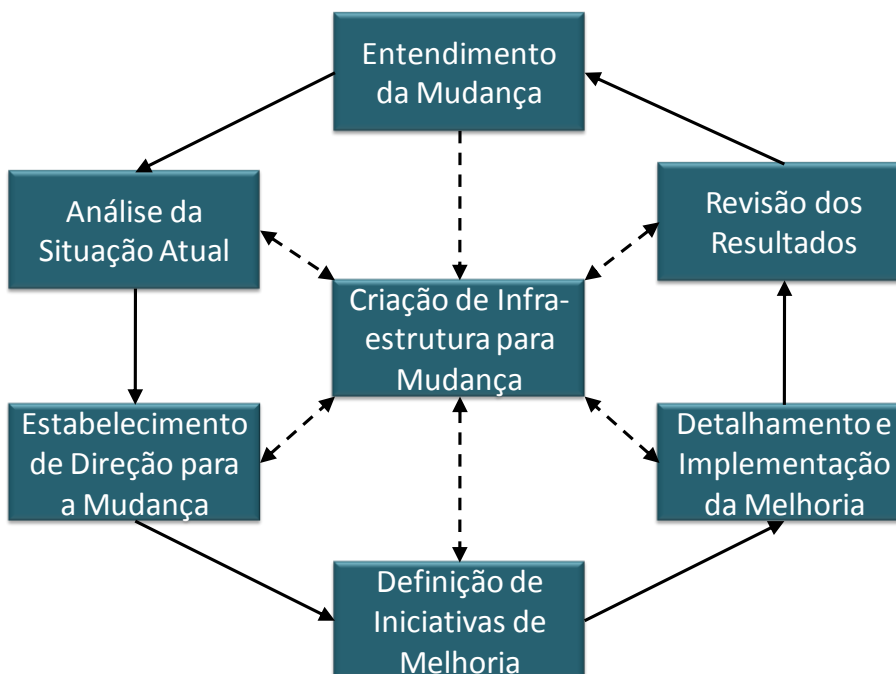 Entendimento
da Mudança
Análise da
Situação Atual
Revisão dos
Resultados
Criação de Infra-
estrutura para
Mudança
Estabelecimento
de Direção para
a Mudança
Detalhamento e
Implementação
da Melhoria
Definição de
Iniciativas de
Melhoria